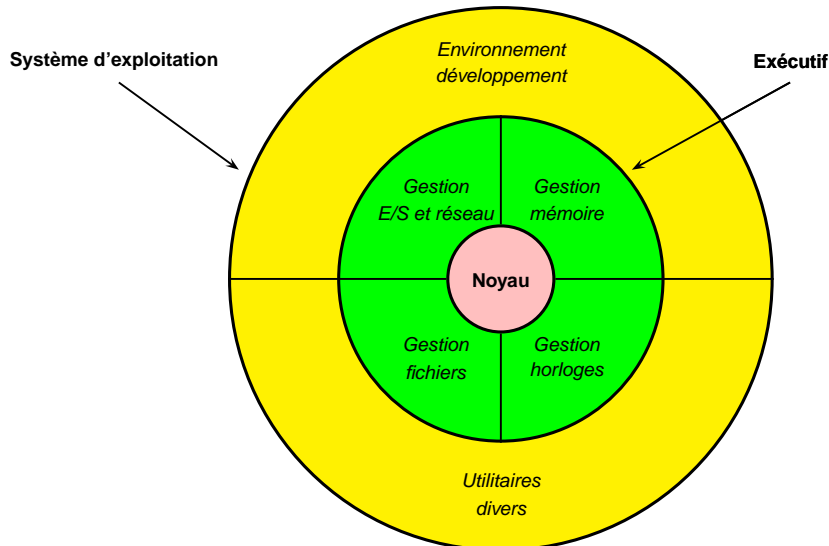 Système d'exploitation
Environnement
développement
Exécutif
Gestion
E/S et réseau
Gestion
mémoire
Noyau
Gestion
fichiers
Gestion
horloges
Utilitaires
divers